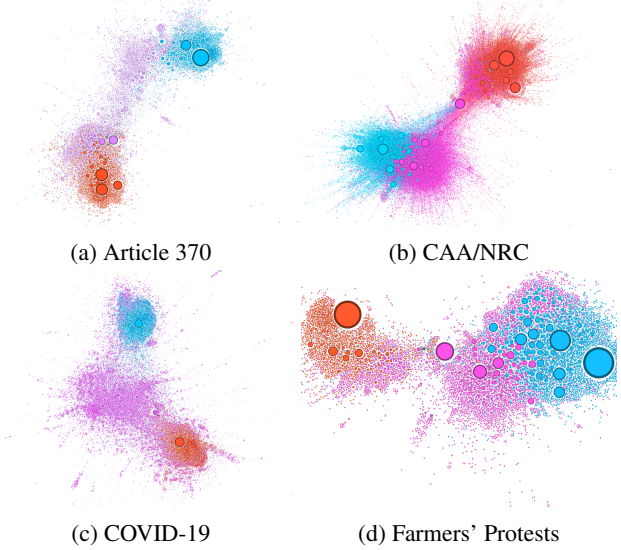 (a) Article 370
(b) CAA/NRC
(c) COVID-19
(d) Farmers' Protests